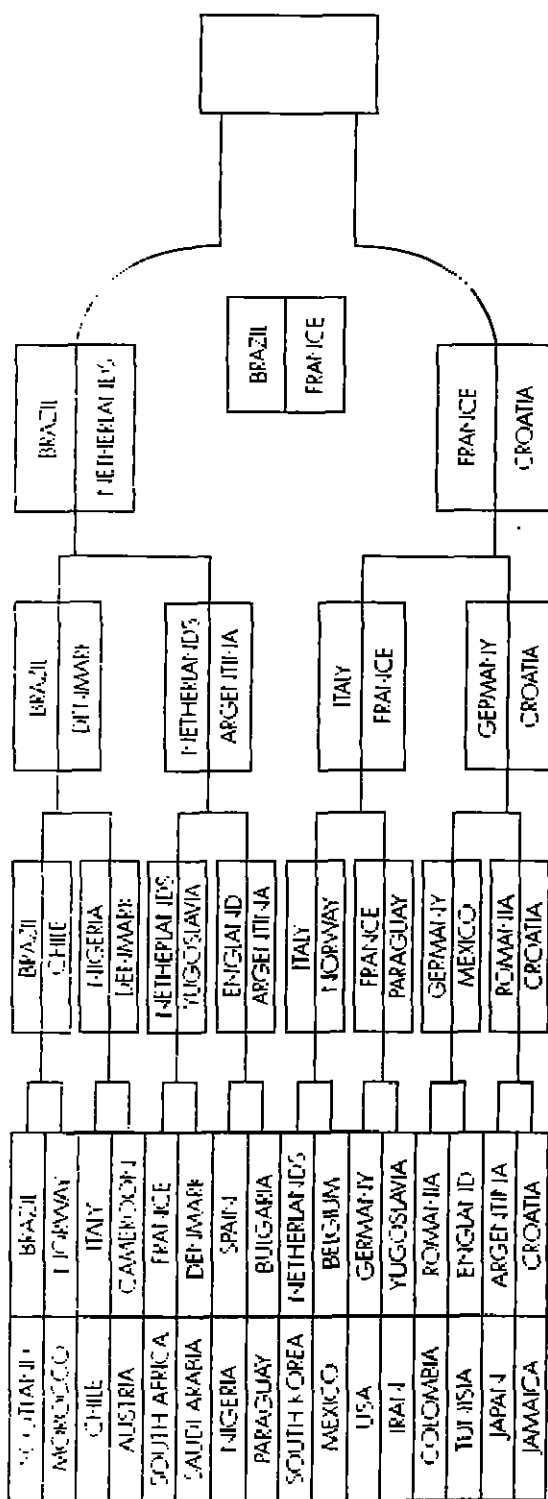 SCOTLAND BRAZIL
MOROCCO NORWAY
CHILE ITALY
AUSTRIA CAMEROON
SOUTH AFRICA FRANCE
SAUDI ARABIA DENMARK
NIGERIA SPAIN
PARAGUAY BULGARIA
SOUTH KOREA NETHERLANDS
MEXICO BELGIUM
USA GERMANY
IRAN YUGOSLAVIA
COLOMBIA ROMANIA
TUNISIA ENGLAND
JAPAN ARGENTINA
JAMAICA CROATIA
BRAZIL
CHILE
NIGERIA
DENMARK
NETHERLANDS
YUGOSLAVIA
ENGLAND
ARGENTINA
ITALY
NORWAY
FRANCE
PARAGUAY
GERMANY
MEXICO
ROMANIA
CROATIA
BRAZIL
DENMARK
NETHERLANDS
ARGENTINA
ITALY
FRANCE
GERMANY
CROATIA
BRAZIL
NETHERLANDS
FRANCE
CROATIA
BRAZIL
FRANCE